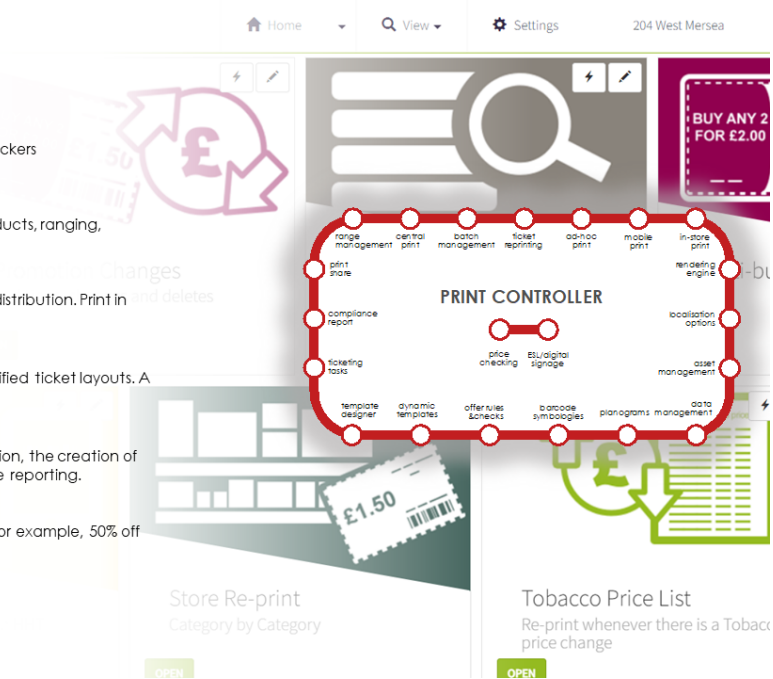 Home
View
Settings
204 West Mersea
ckers
ducts, ranging,
distribution. Print in
ified ticket layouts. A
ion, the creation of
e reporting.
or example, 50% off
£1.50
£
BUY ANY 2
FOR £2.00
Changes
and deletes
i-bu
range
management
central
print
batch
management
ticket
reprinting
ad-hoc
print
mobile
print
in-store
print
print
share
rendering
engine
PRINT CONTROLLER
compliance
report
localisation
options
price
checking
ESL/digital
signage
ticketing
tasks
asset
management
template
designer
dynamic
templates
offer rules
& checks
barcode
symbologies
planograms
data
management
£1.50
£
Store Re-print
Category by Category
OPEN
Tobacco Price List
Re-print whenever there is a Tobacc
price change
OPEN